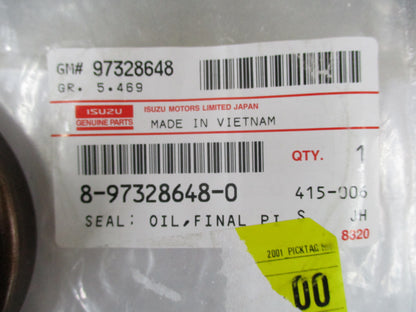 GM# 97328648
GR. 5.469
ISUZU
GENUINE PARTS
ISUZU MOTORS LIMITED JAPAN
MADE IN VIETNAM
QTY. 1
8-97328648-0 415-006
SEAL: OIL,FINAL PI S JH
8320
2001 PICKTAG
00